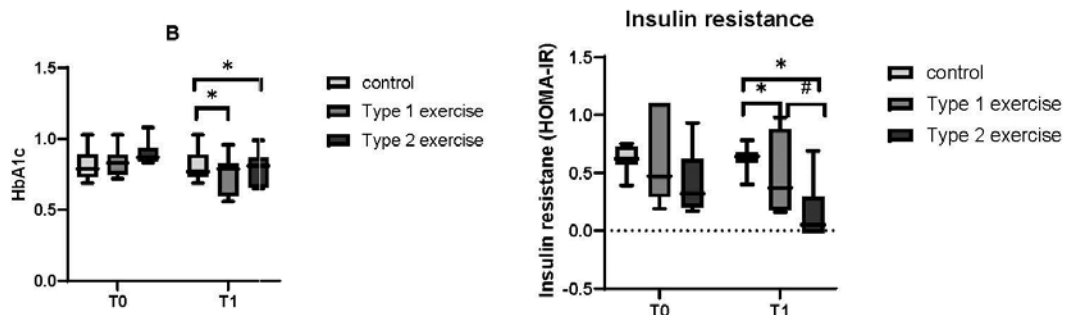 B
HbA1c
1.5
1.0
0.5
0.0
T0
T1
*
*
control
Type 1 exercise
Type 2 exercise
Insulin resistance
Insulin resistane (HOMA-IR)
1.5
1.0
0.5
0.0
-0.5
T0
T1
*
*
#
control
Type 1 exercise
Type 2 exercise